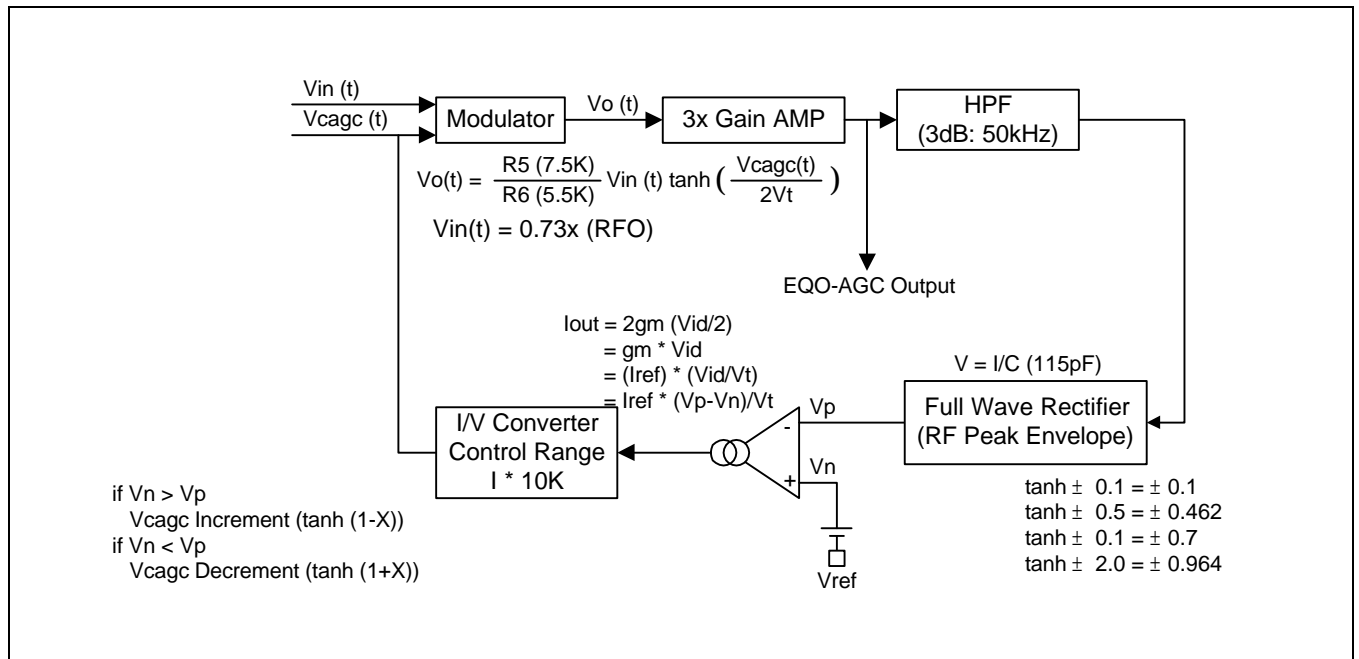 Vin (t)
Vcagc (t)
Modulator
Vo (t)
3x Gain AMP
HPF
(3dB: 50kHz)
Vo(t) = R5 (7.5K) / R6 (5.5K) Vin (t) tanh ( Vcagc(t) / 2Vt )
Vin(t) = 0.73x (RFO)
EQO-AGC Output
Iout = 2gm (Vid/2)
= gm * Vid
= (Iref) * (Vid/Vt)
= Iref * (Vp-Vn)/Vt
V = I/C (115pF)
Full Wave Rectifier
(RF Peak Envelope)
Vp
-
Vn
+
Vref
I/V Converter
Control Range
I * 10K
if Vn > Vp
Vcagc Increment (tanh (1-X))
if Vn < Vp
Vcagc Decrement (tanh (1+X))
tanh ± 0.1 = ± 0.1
tanh ± 0.5 = ± 0.462
tanh ± 0.1 = ± 0.7
tanh ± 2.0 = ± 0.964